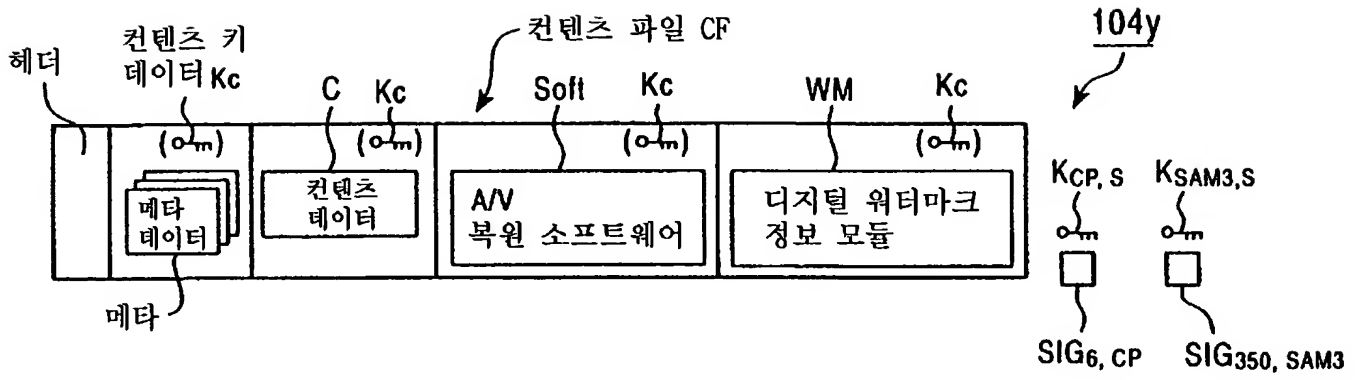 104y
컨텐츠 파일 CF
컨텐츠 키
데이터 Kc
헤더
C
Kc
Soft
Kc
WM
Kc
메타
데이터
컨텐츠
데이터
A/V
복원 소프트웨어
디지털 워터마크
정보 모듈
KCP, S
KSAM3,S
메타
SIG6, CP
SIG350, SAM3